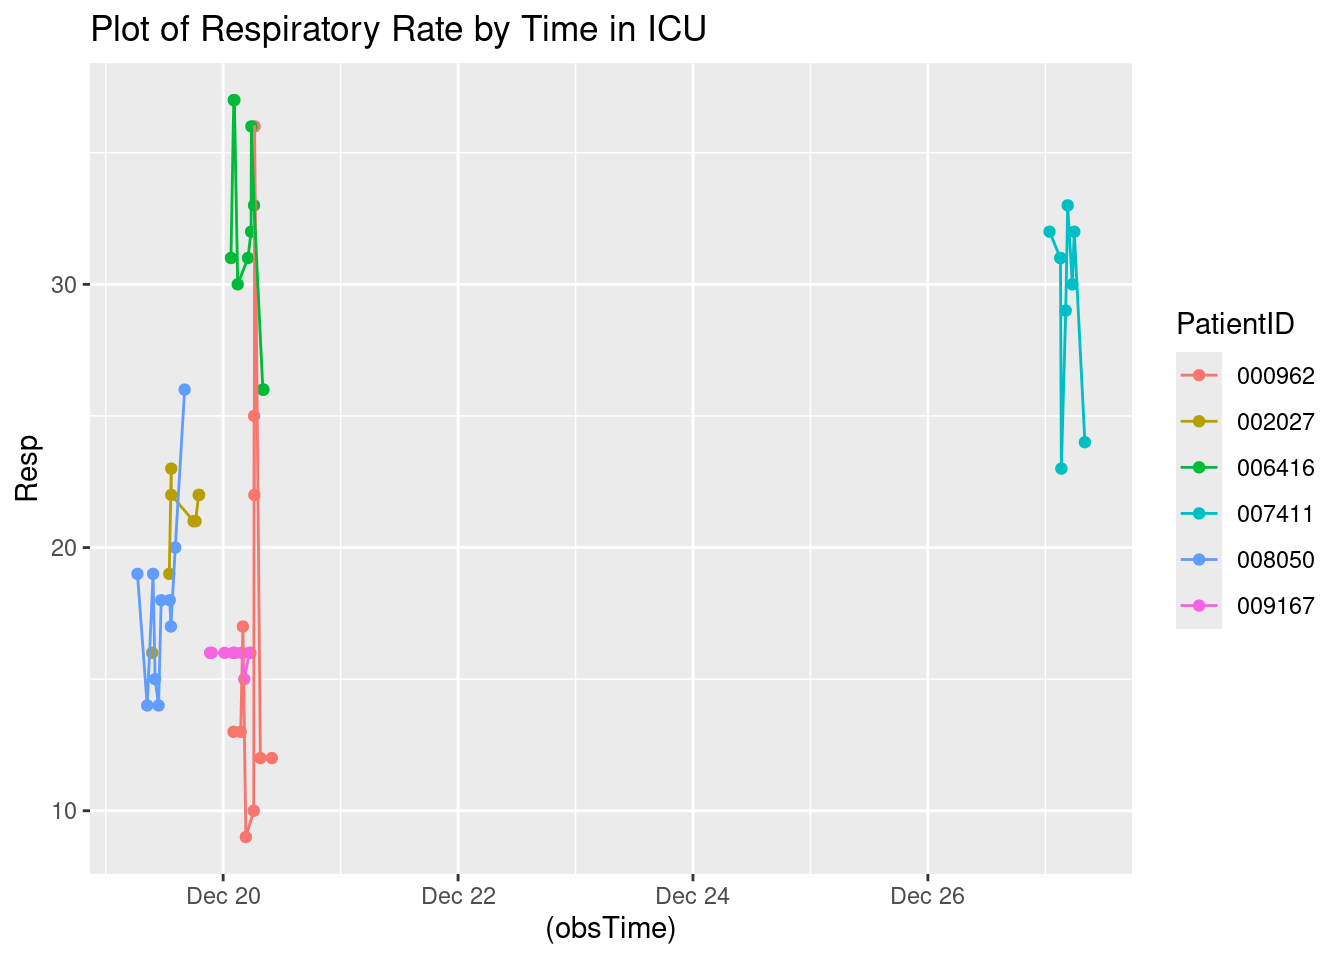 Plot of Respiratory Rate by Time in ICU
Resp
30
20
10
Dec 20
Dec 22
Dec 24
Dec 26
(obsTime)
PatientID
000962
002027
006416
007411
008050
009167